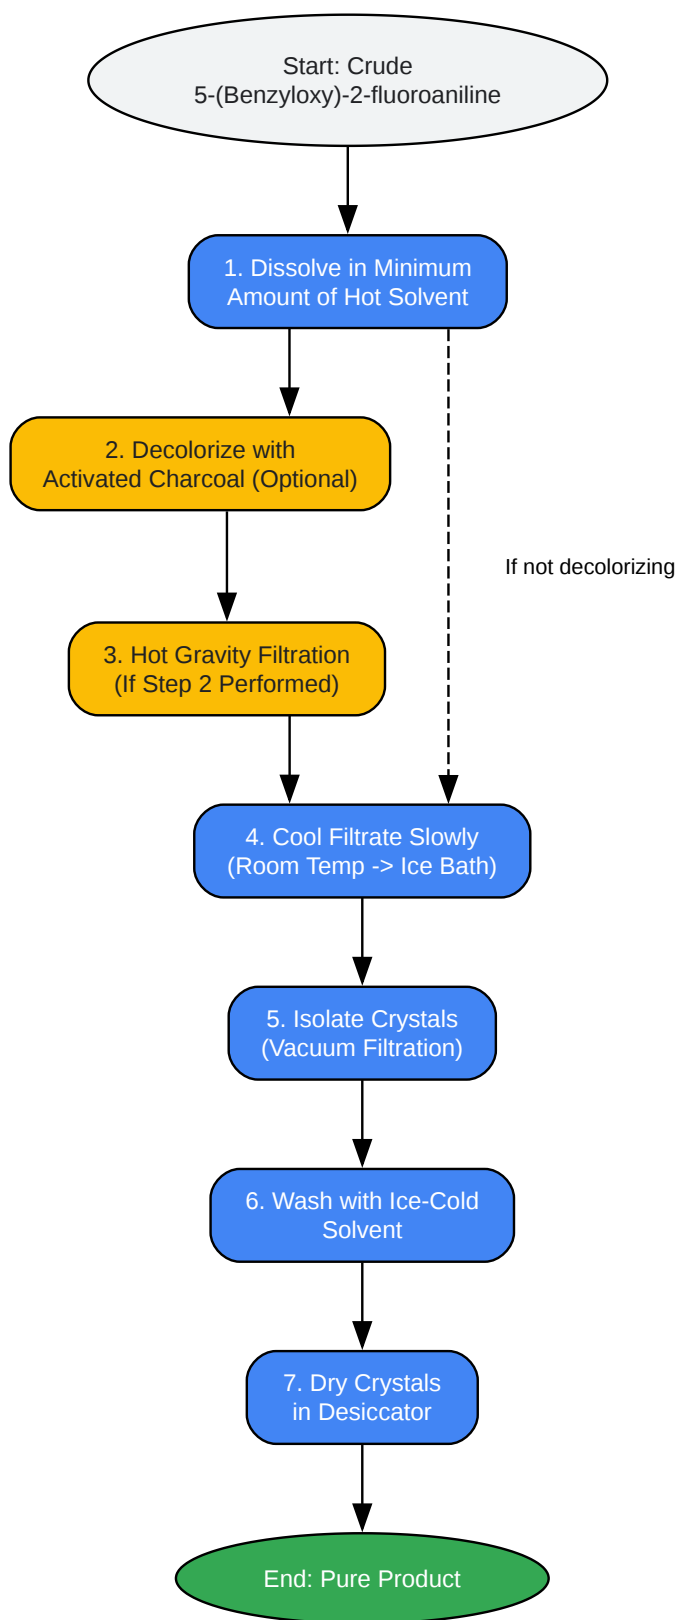 Start: Crude
5-(Benzyloxy)-2-fluoroaniline
1. Dissolve in Minimum
Amount of Hot Solvent
2. Decolorize with
Activated Charcoal (Optional)
If not decolorizing
3. Hot Gravity Filtration
(If Step 2 Performed)
4. Cool Filtrate Slowly
(Room Temp -> Ice Bath)
5. Isolate Crystals
(Vacuum Filtration)
6. Wash with Ice-Cold
Solvent
7. Dry Crystals
in Desiccator
End: Pure Product